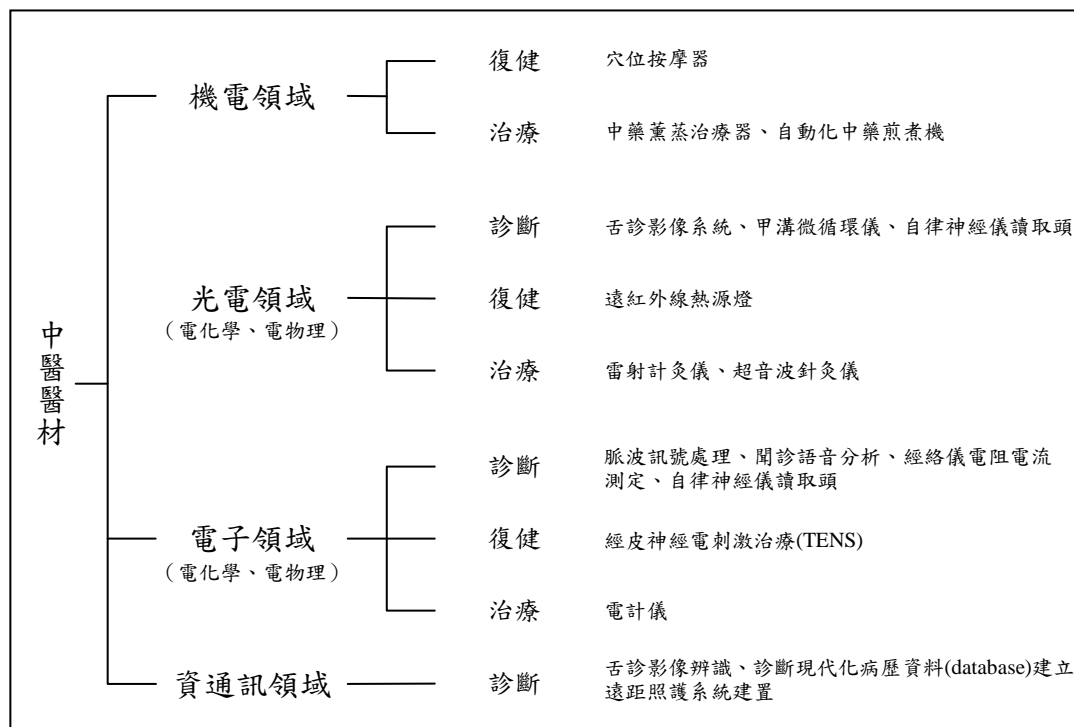 中醫醫材
機電領域
復健
穴位按摩器
治療
中藥薰蒸治療器、自動化中藥煎煮機
光電領域
（電化學、電物理）
診斷
舌診影像系統、甲溝微循環儀、自律神經儀讀取頭
復健
遠紅外線熱源燈
治療
雷射計灸儀、超音波針灸儀
電子領域
（電化學、電物理）
診斷
脈波訊號處理、聞診語音分析、經絡儀電阻電流
測定、自律神經儀讀取頭
復健
經皮神經電刺激治療(TENS)
治療
電計儀
資通訊領域
診斷
舌診影像辨識、診斷現代化病歷資料(database)建立
遠距照護系統建置